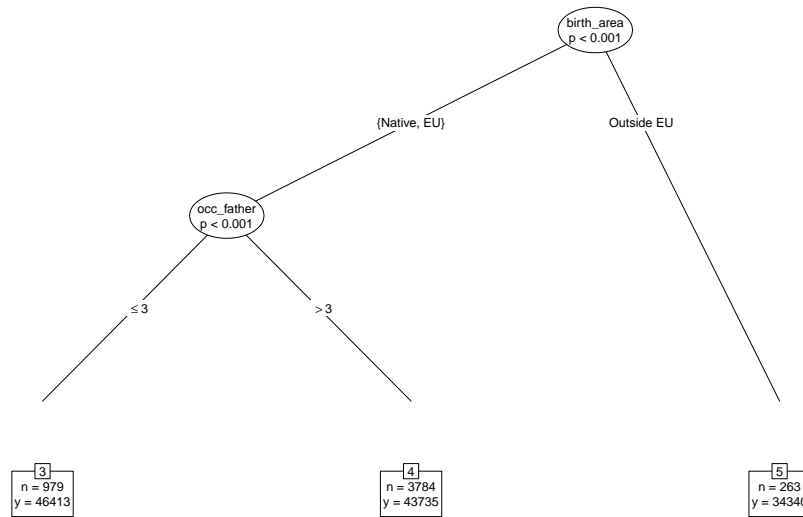 birth_area
p < 0.001
{Native, EU}
Outside EU
occ_father
p < 0.001
≤ 3
> 3
3
n = 979
y = 46413
4
n = 3784
y = 43735
5
n = 263
y = 34340